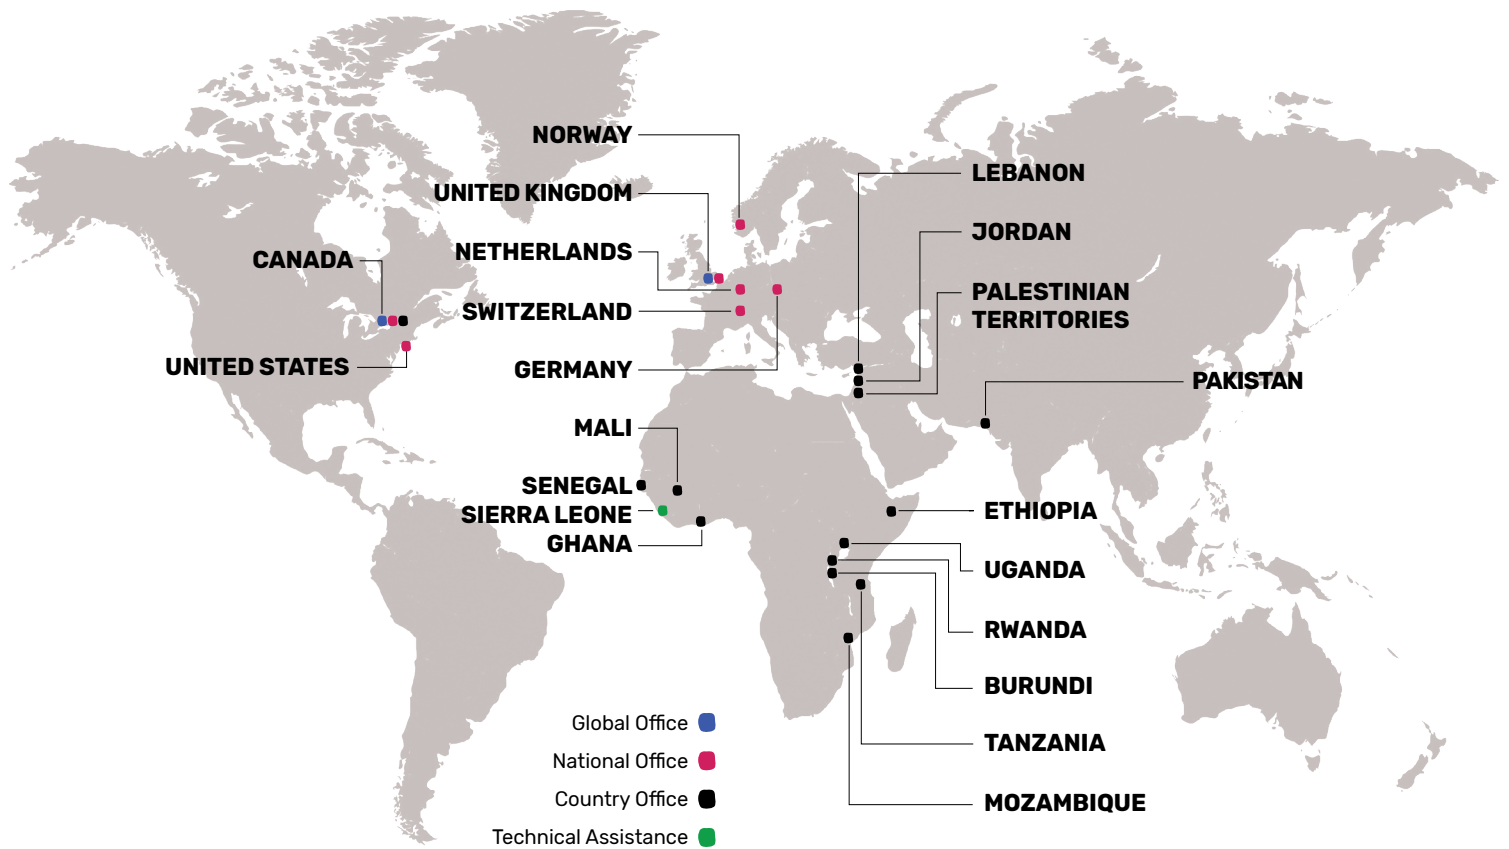 NORWAY
UNITED KINGDOM
NETHERLANDS
CANADA
SWITZERLAND
UNITED STATES
GERMANY
MALI
SENEGAL
SIERRA LEONE
GHANA
LEBANON
JORDAN
PALESTINIAN
TERRITORIES
PAKISTAN
ETHIOPIA
UGANDA
RWANDA
BURUNDI
TANZANIA
MOZAMBIQUE
Global Office
National Office
Country Office
Technical Assistance